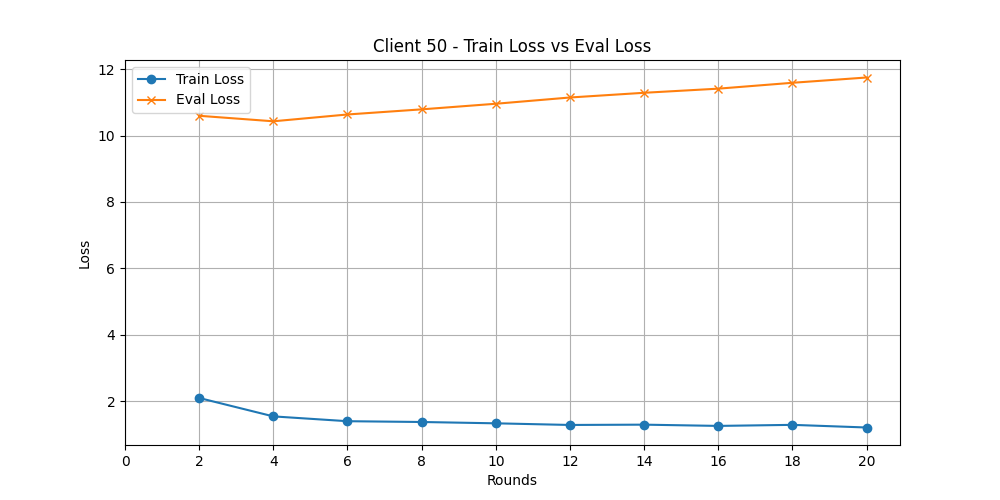 Client 50 - Train Loss vs Eval Loss
Train Loss
Eval Loss
12
10
8
6
4
2
Loss
0 2 4 6 8 10 12 14 16 18 20
Rounds